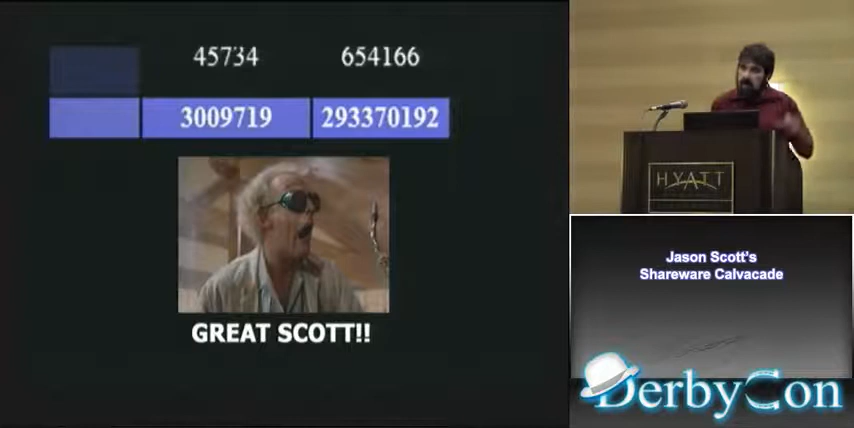 45734 654166
3009719 293370192
GREAT SCOTT!!
HYATT
Jason Scott's
Shareware Calvacade
DerbyCon